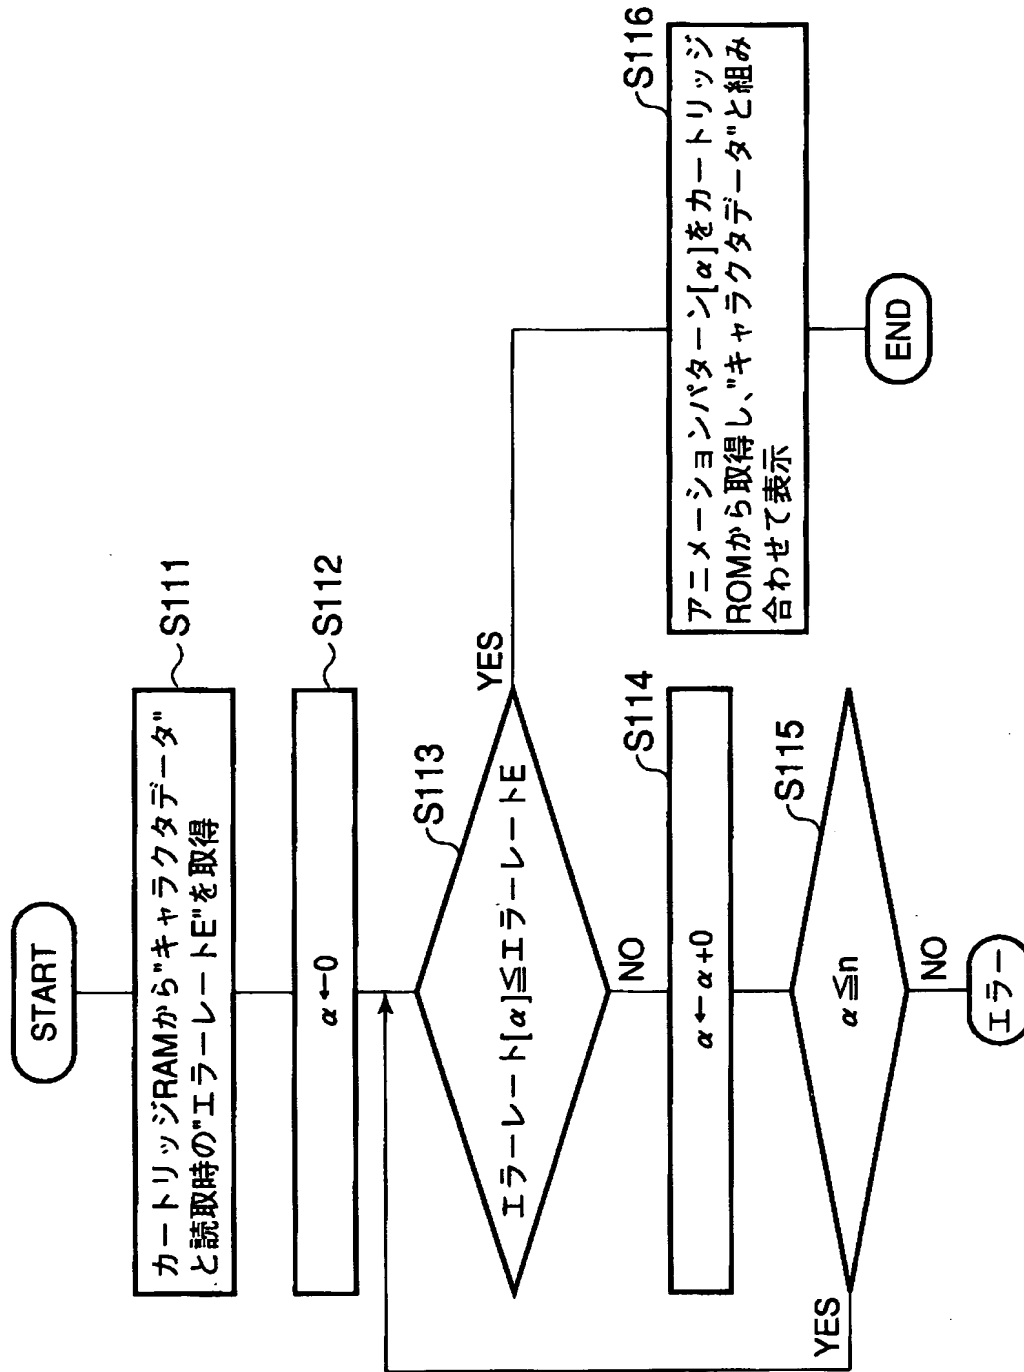 START
S111
カートリッジRAMから"キャラクタデータ"
と読取時の"エラーレートE"を取得
S112
α←0
S113
エラーレート[α]≦エラーレートE
YES
NO
S114
α←α+0
S115
α≦n
YES
NO
エラー
S116
アニメーションパターン[α]をカートリッジ
ROMから取得し、"キャラクタデータ"と組み
合わせて表示
END